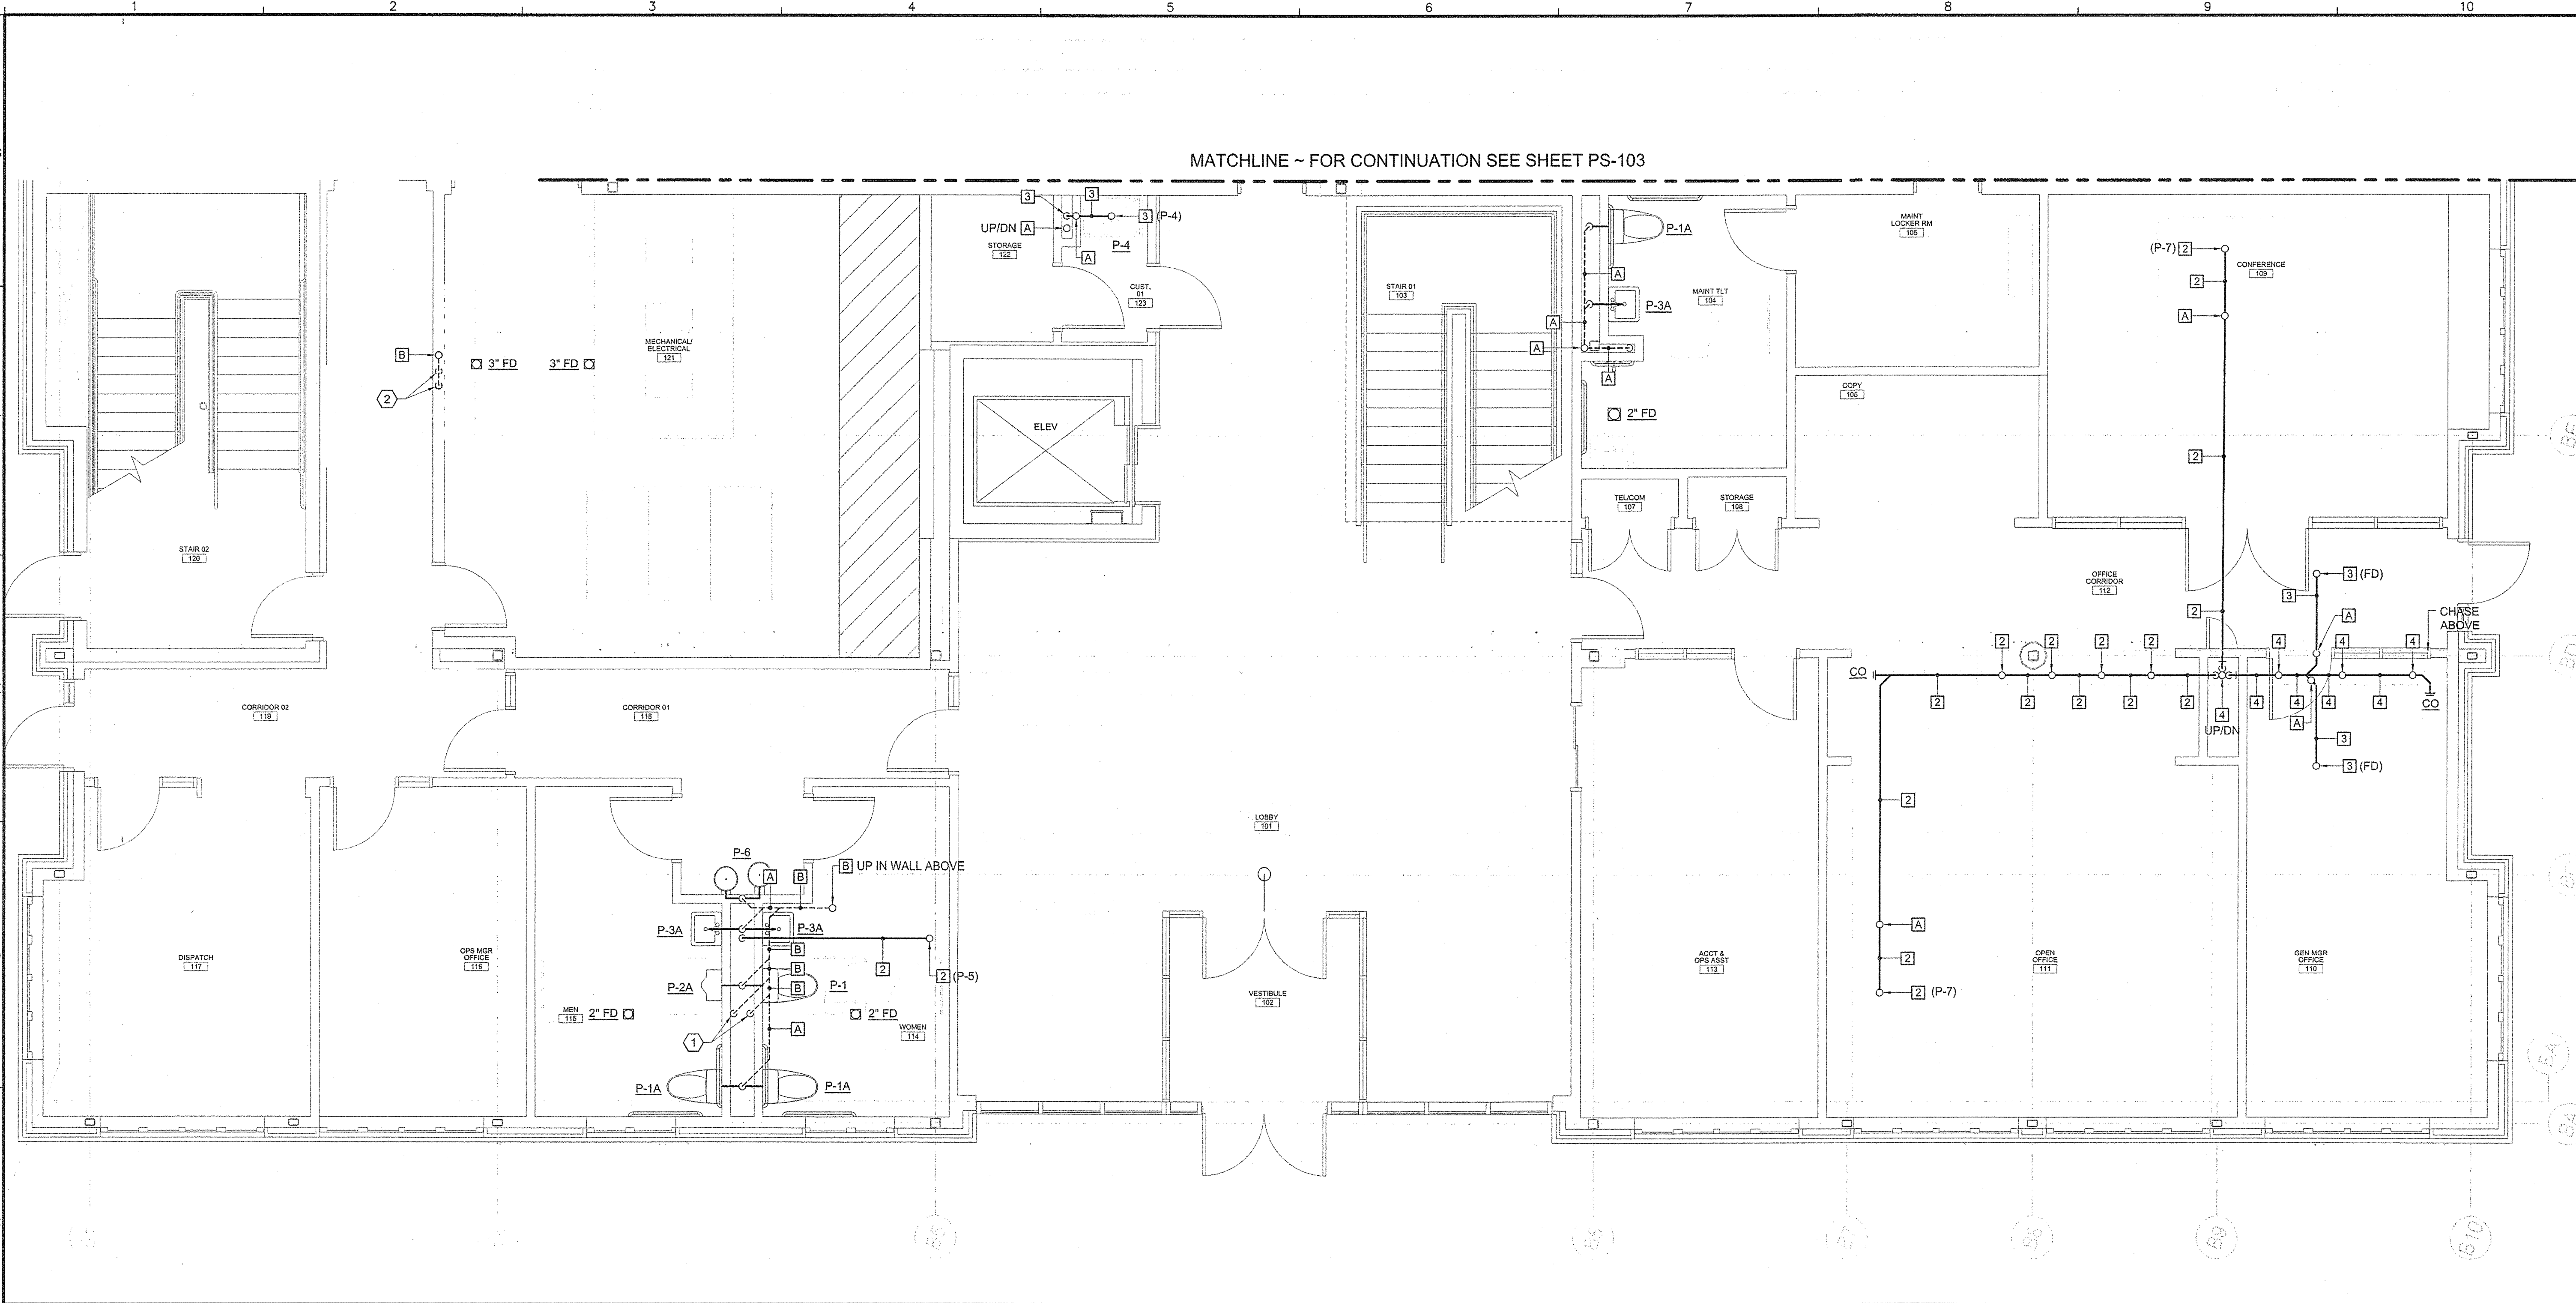 1 2 3 4 5 6 7 8 9 10
MATCHLINE ~ FOR CONTINUATION SEE SHEET PS-103
3
3
3 (P-4)
UP/DN A
STORAGE
122
P-4
A
CUST.
01
123
STAIR 01
103
P-1A
A
MAINT TLT
104
P-3A
A
A
A
2" FD
MAINT
LOCKER RM
105
COPY
106
(P-7) 2
CONFERENCE
109
2
A
2
MECHANICAL/
ELECTRICAL
121
B
3" FD
3" FD
2
ELEV
TEL/COM
107
STORAGE
108
STAIR 02
120
OFFICE
CORRIDOR
112
3 (FD)
3
2
A
CHASE
ABOVE
2 2 2 2 4 4 4
CO
2 2 2 2 2 4 4 4 4
CO
4
UP/DN
A
3
3 (FD)
CORRIDOR 02
119
CORRIDOR 01
118
2
LOBBY
101
P-6
A B
B UP IN WALL ABOVE
P-3A
P-3A
B
B
2
2 (P-5)
P-2A
B
P-1
DISPATCH
117
OPS MGR
OFFICE
116
MEN
115
2" FD
2" FD
WOMEN
114
A
1
P-1A
P-1A
VESTIBULE
102
ACCT &
OPS ASST
113
A
2
2 (P-7)
OPEN
OFFICE
111
GEN MGR
OFFICE
110
B8
B9
B10